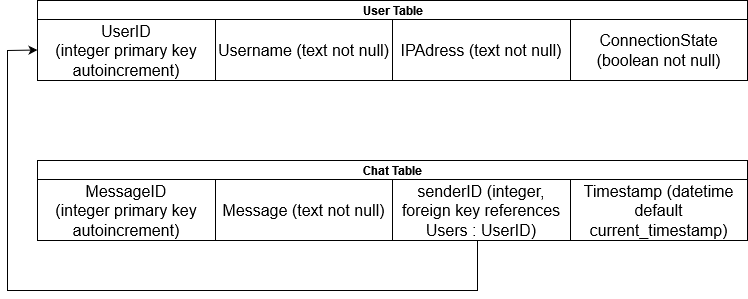 User Table
UserID
(integer primary key
autoincrement)
Username (text not null)
IPAdress (text not null)
ConnectionState
(boolean not null)
Chat Table
MessageID
(integer primary key
autoincrement)
Message (text not null)
senderID (integer,
foreign key references
Users : UserID)
Timestamp (datetime
default
current_timestamp)